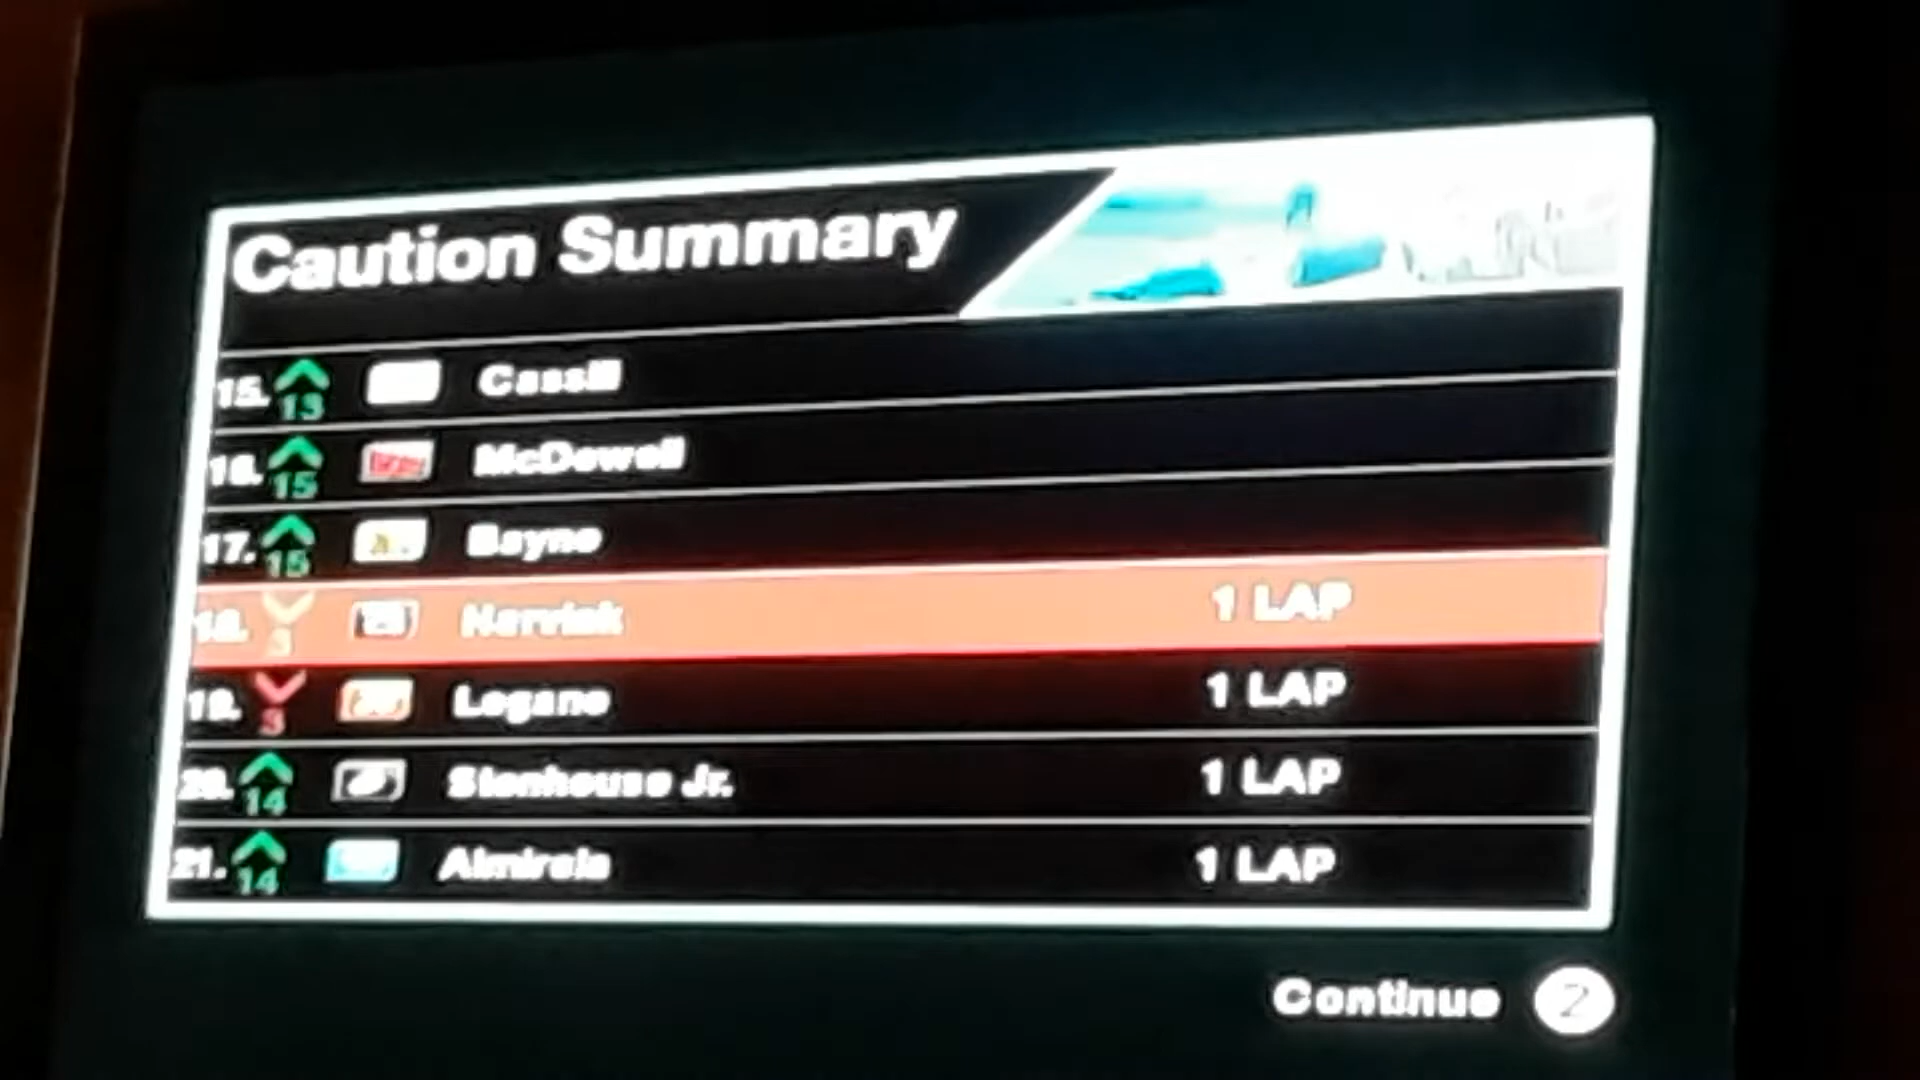 Caution Summary
15. 13 Cassill
16. 15 McDowell
17. 15 Bayne
18. 3 Harvick 1 LAP
19. 3 Logano 1 LAP
20. 14 Stenhouse Jr. 1 LAP
21. 14 Almirola 1 LAP
Continue 2